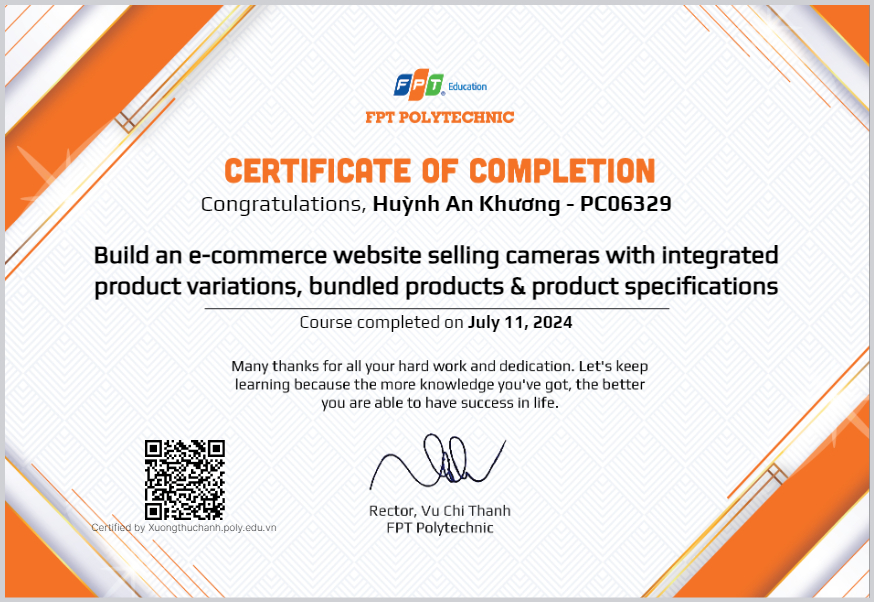 FPT Education
FPT POLYTECHNIC
CERTIFICATE OF COMPLETION
Congratulations, Huỳnh An Khương - PC06329
Build an e-commerce website selling cameras with integrated
product variations, bundled products & product specifications
Course completed on July 11, 2024
Many thanks for all your hard work and dedication. Let's keep
learning because the more knowledge you've got, the better
you are able to have success in life.
Certified by Xuongthuchanh.poly.edu.vn
Rector, Vu Chi Thanh
FPT Polytechnic